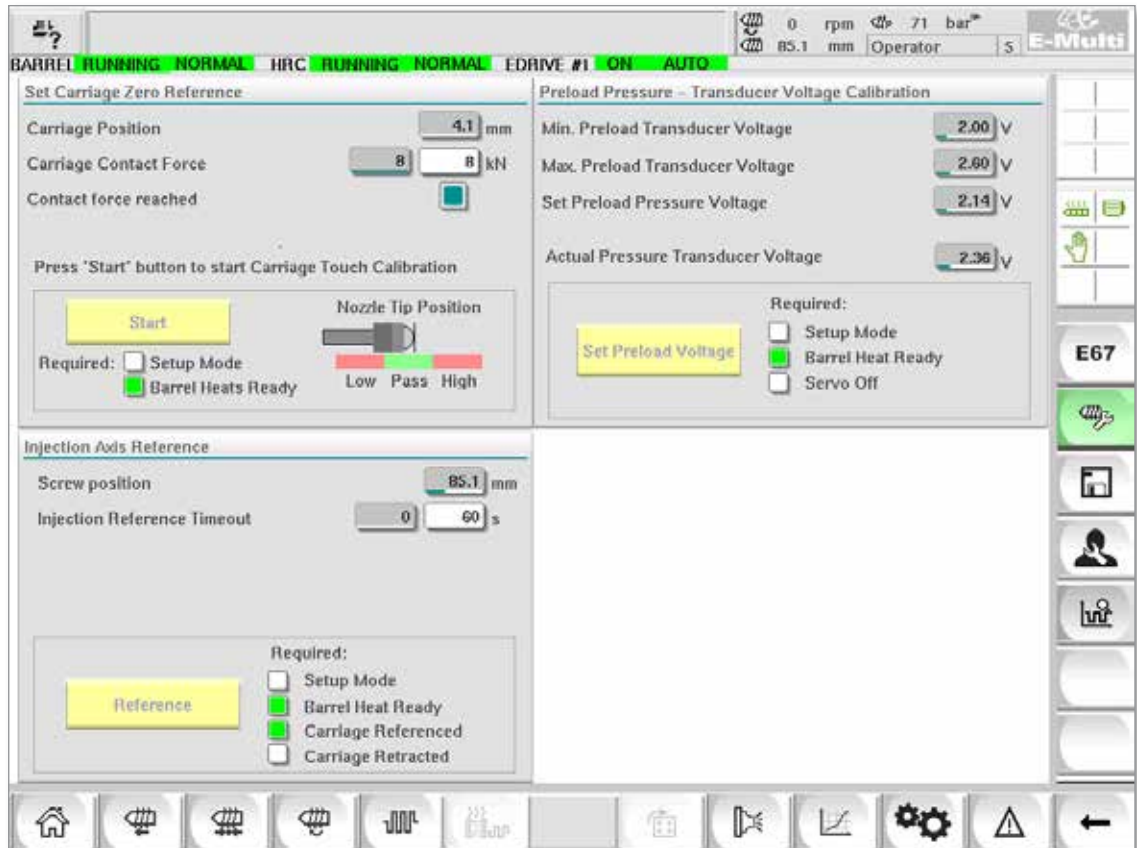 0 rpm 71 bar
85.1 mm Operator S
E-Multi
BARREL RUNNING NORMAL HRC RUNNING NORMAL EDRIVE #1 ON AUTO
Set Carriage Zero Reference
Carriage Position 4.1 mm
Carriage Contact Force 8 8 kN
Contact force reached
Press "Start" button to start Carriage Touch Calibration
Start
Required: Setup Mode
Barrel Heats Ready
Nozzle Tip Position
Low Pass High
Preload Pressure - Transducer Voltage Calibration
Min. Preload Transducer Voltage 2.00 V
Max. Preload Transducer Voltage 2.60 V
Set Preload Pressure Voltage 2.14 V
Actual Pressure Transducer Voltage 2.36 V
Set Preload Voltage
Required:
Setup Mode
Barrel Heat Ready
Servo Off
Injection Axis Reference
Screw position 85.1 mm
Injection Reference Timeout 0 60 s
Reference
Required:
Setup Mode
Barrel Heat Ready
Carriage Referenced
Carriage Retracted
E67